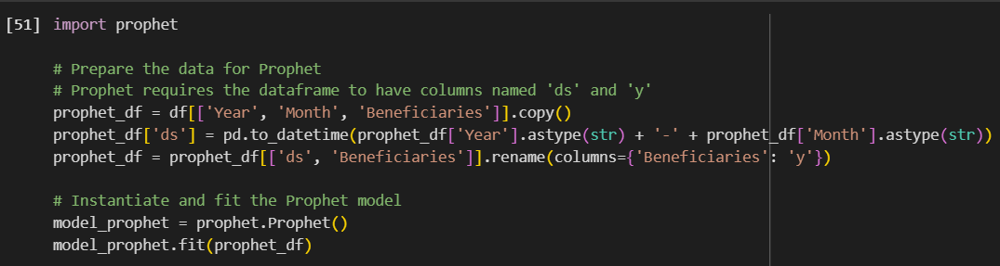 [51] import prophet
# Prepare the data for Prophet
# Prophet requires the dataframe to have columns named 'ds' and 'y'
prophet_df = df[['Year', 'Month', 'Beneficiaries']].copy()
prophet_df['ds'] = pd.to_datetime(prophet_df['Year'].astype(str) + '-' + prophet_df['Month'].astype(str))
prophet_df = prophet_df[['ds', 'Beneficiaries']].rename(columns={'Beneficiaries': 'y'})
# Instantiate and fit the Prophet model
model_prophet = prophet.Prophet()
model_prophet.fit(prophet_df)